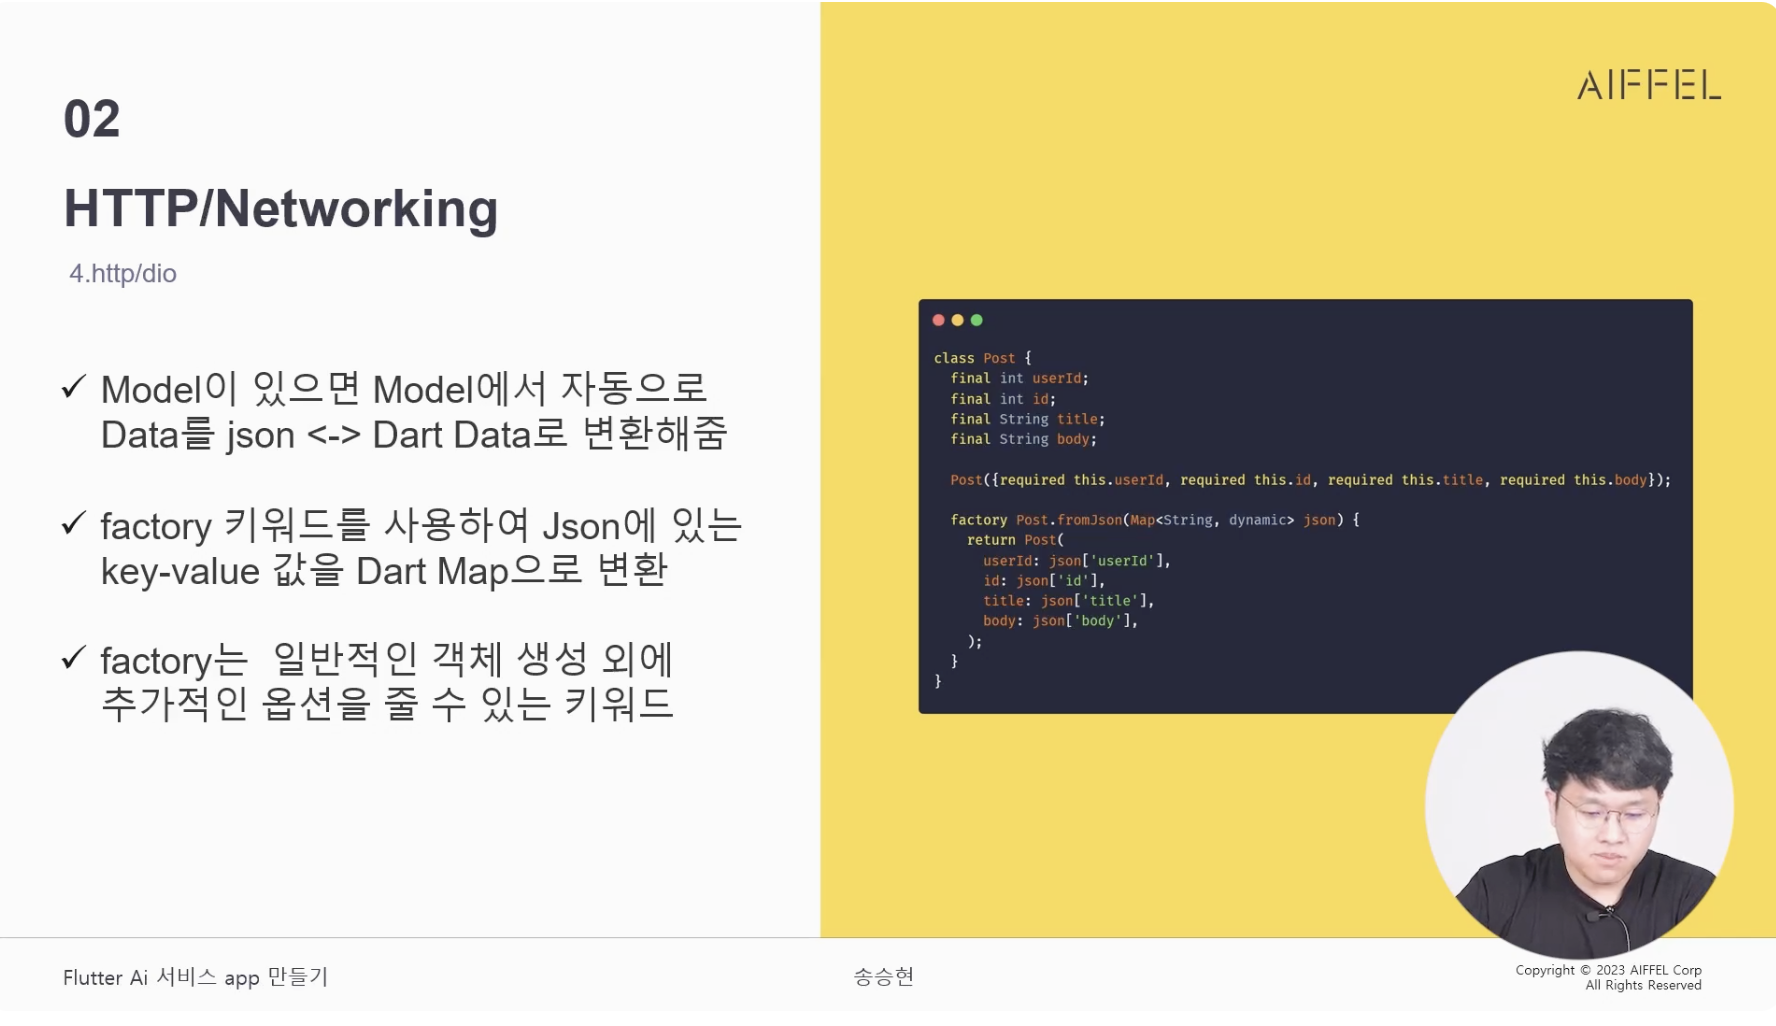 02
HTTP/Networking
4.http/dio
✓ Model이 있으면 Model에서 자동으로
Data를 json <-> Dart Data로 변환해줌
✓ factory 키워드를 사용하여 Json에 있는
key-value 값을 Dart Map으로 변환
✓ factory는  일반적인 객체 생성 외에
추가적인 옵션을 줄 수 있는 키워드
AIFFEL
class Post {
  final int userId;
  final int id;
  final String title;
  final String body;

  Post({required this.userId, required this.id, required this.title, required this.body});

  factory Post.fromJson(Map<String, dynamic> json) {
    return Post(
      userId: json['userId'],
      id: json['id'],
      title: json['title'],
      body: json['body'],
    );
  }
}
Flutter Ai 서비스 app 만들기
송승현
Copyright © 2023 AIFFEL Corp
All Rights Reserved